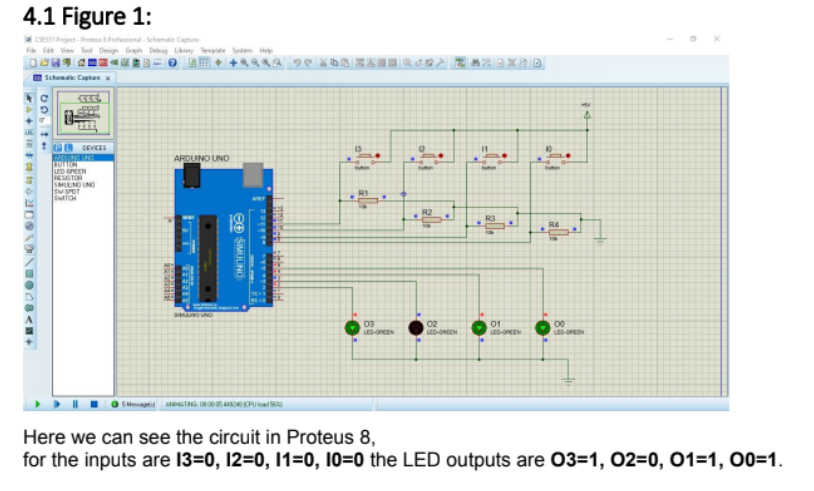 4.1 Figure 1:
CSE331 Project - Proteus 8 Professional - Schematic Capture
File Edit View Tool Design Graph Debug Library Template System Help
Schematic Capture x
P L DEVICES
ARDUINO UNO
BUTTON
LED-GREEN
RESISTOR
SIMULINO UNO
SW-SPDT
SWITCH
ARDUINO UNO
I3
I2
I1
I0
button
button
button
button
R1
10k
R2
10k
R3
10k
R4
10k
AREF
RESET
SIMULINO
SIMULINO UNO
O3
LED-GREEN
O2
LED-GREEN
O1
LED-GREEN
O0
LED-GREEN
5 Message(s)
ANIMATING: 00:00:05.449249 (CPU load 56%)
Here we can see the circuit in Proteus 8,
for the inputs are I3=0, I2=0, I1=0, I0=0 the LED outputs are O3=1, O2=0, O1=1, O0=1.